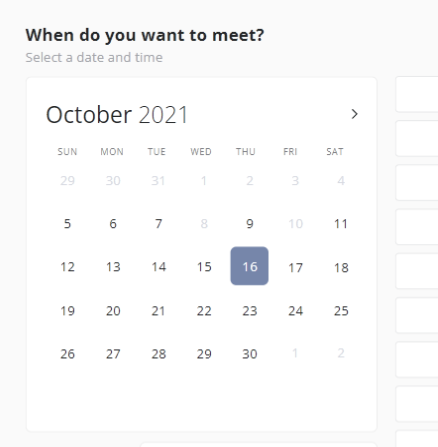 When do you want to meet?
Select a date and time
October 2021
SUN MON TUE WED THU FRI SAT
29 30 31 1 2 3 4
5 6 7 8 9 10 11
12 13 14 15 16 17 18
19 20 21 22 23 24 25
26 27 28 29 30 1 2